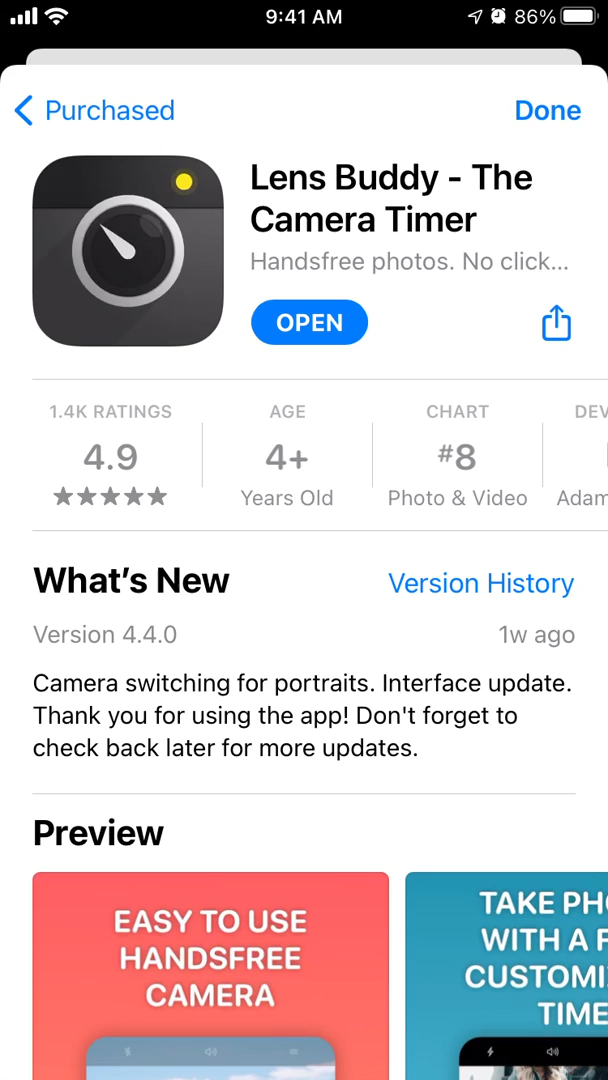 9:41 AM
86%
Purchased
Done
Lens Buddy - The
Camera Timer
Handsfree photos. No click...
OPEN
1.4K RATINGS
AGE
CHART
4.9
4+
#8
Years Old
Photo & Video
Adam
What's New
Version History
Version 4.4.0
1w ago
Camera switching for portraits. Interface update.
Thank you for using the app! Don't forget to
check back later for more updates.
Preview
EASY TO USE
HANDSFREE
CAMERA
TAKE
WITH A